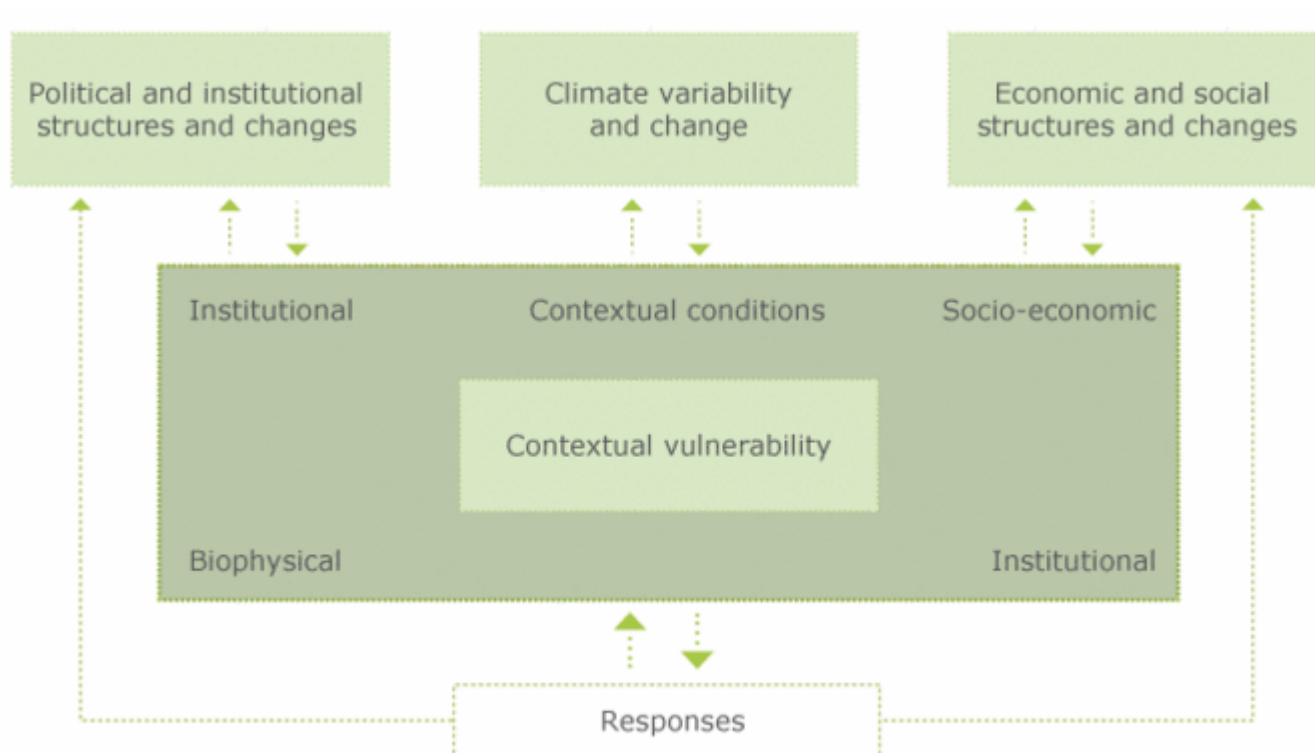 Political and institutional
structures and changes
Climate variability
and change
Economic and social
structures and changes
Institutional
Contextual conditions
Socio-economic
Contextual vulnerability
Biophysical
Institutional
Responses